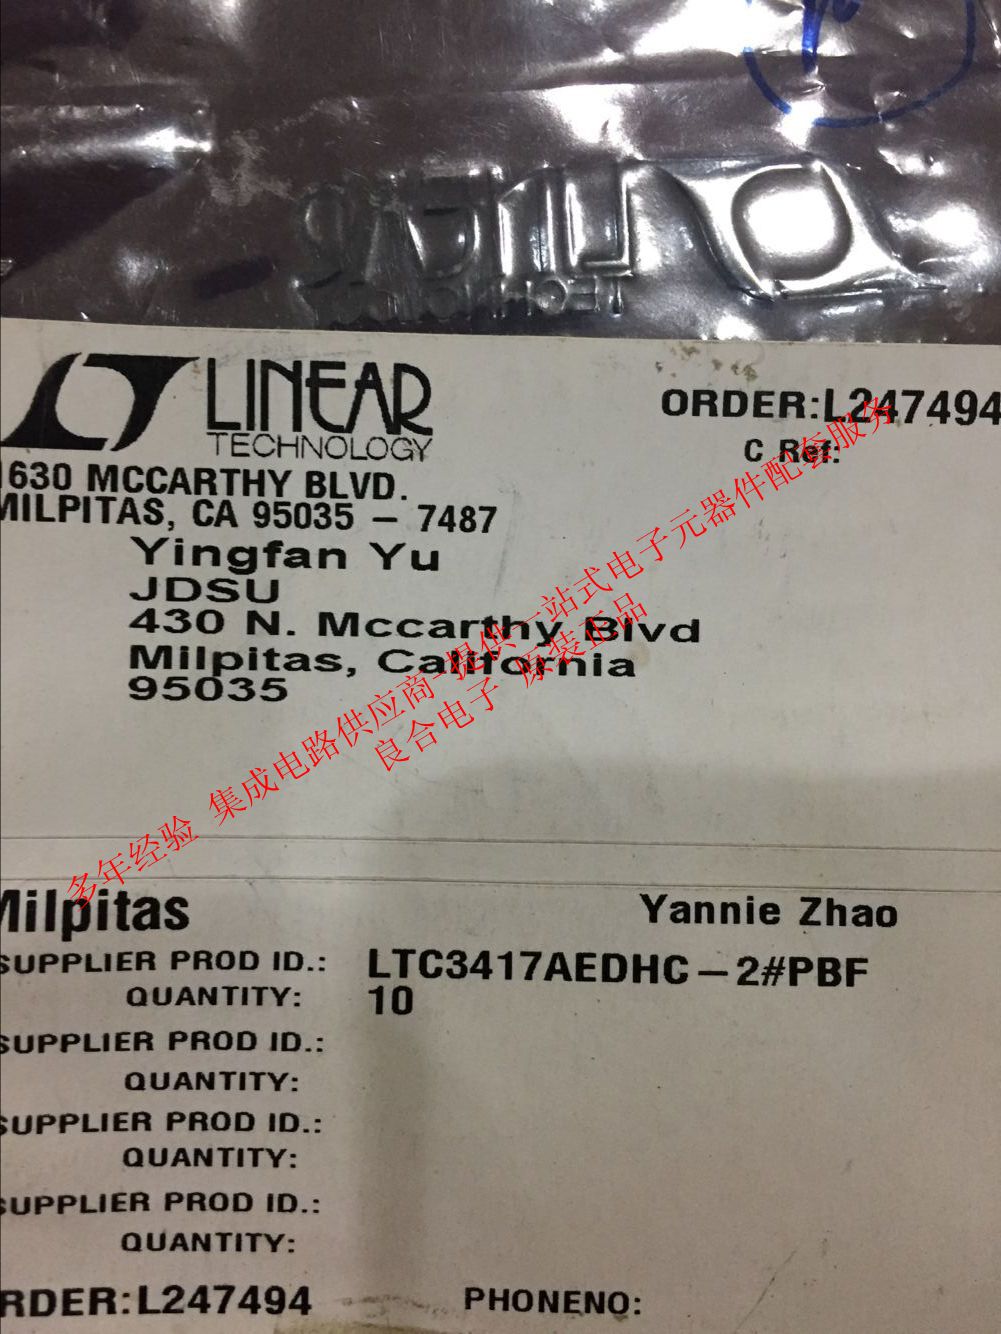 LINEAR
TECHNOLOGY
LINEAR
TECHNOLOGY
ORDER:L247494
C Ref:
1630 MCCARTHY BLVD.
MILPITAS, CA 95035 – 7487
Yingfan Yu
JDSU
430 N. Mccarthy Blvd
Milpitas, California
95035
多年经验 集成电路供应商-提供一站式电子元器件配套服务
良合电子 原装正品
Milpitas
Yannie Zhao
SUPPLIER PROD ID.: LTC3417AEDHC – 2#PBF
QUANTITY: 10
SUPPLIER PROD ID.:
QUANTITY:
SUPPLIER PROD ID.:
QUANTITY:
SUPPLIER PROD ID.:
QUANTITY:
ORDER:L247494
PHONENO: